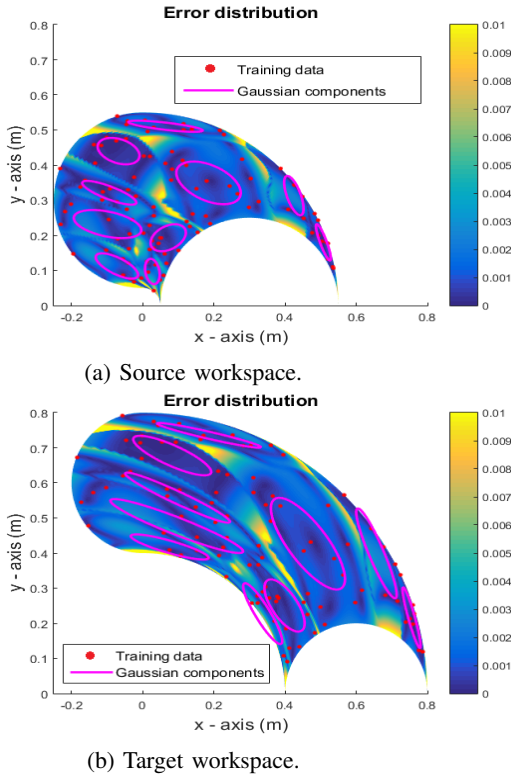 Error distribution
0.8
0.7
0.6
0.5
0.4
0.3
0.2
0.1
0
y - axis (m)
Training data
Gaussian components
-0.2 0 0.2 0.4 0.6 0.8
x - axis (m)
0.01
0.009
0.008
0.007
0.006
0.005
0.004
0.003
0.002
0.001
0
(a) Source workspace.
Error distribution
0.8
0.7
0.6
0.5
0.4
0.3
0.2
0.1
0
y - axis (m)
Training data
Gaussian components
-0.2 0 0.2 0.4 0.6 0.8
x - axis (m)
0.01
0.009
0.008
0.007
0.006
0.005
0.004
0.003
0.002
0.001
0
(b) Target workspace.